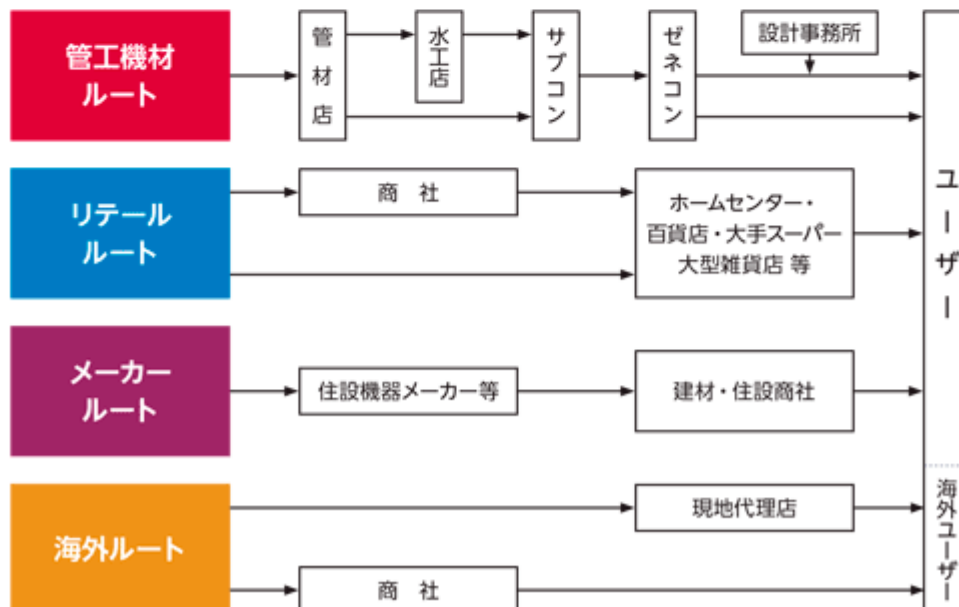 管工機材
ルート
管材店
水工店
サブコン
ゼネコン
設計事務所
ユーザー
リテール
ルート
商 社
ホームセンター・
百貨店・大手スーパー
大型雑貨店 等
メーカー
ルート
住設機器メーカー等
建材・住設商社
海外ルート
現地代理店
商 社
海外ユーザー